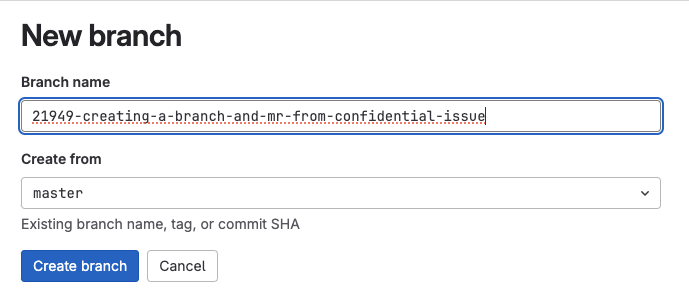 New branch
Branch name
21949-creating-a-branch-and-mr-from-confidential-issue
Create from
master
Existing branch name, tag, or commit SHA
Create branch Cancel